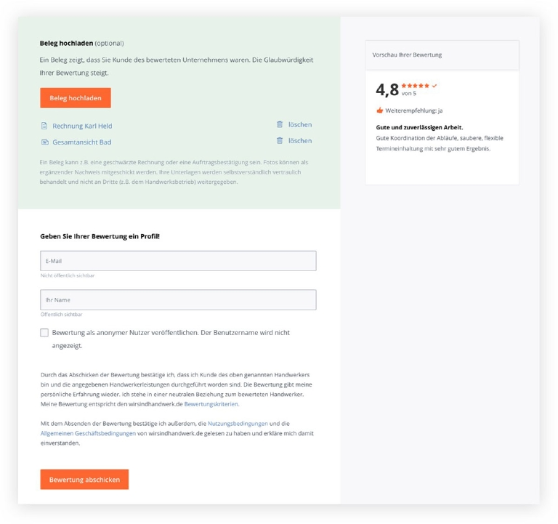 Beleg hochladen (optional)
Ein Beleg zeigt, dass Sie Kunde des bewerteten Unternehmens waren. Die Glaubwürdigkeit
Ihrer Bewertung steigt.
Beleg hochladen
Rechnung Karl Held
löschen
Gesamtansicht Bad
löschen
Ein Beleg kann z.B. eine geschwärzte Rechnung oder eine Auftragsbestätigung sein. Fotos können als
ergänzender Nachweis mitgeschickt werden. Ihre Unterlagen werden selbstverständlich vertraulich
behandelt und nicht an Dritte (z.B. dem Handwerksbetrieb) weitergegeben.
Geben Sie Ihrer Bewertung ein Profil!
E-Mail
Nicht öffentlich sichtbar
Ihr Name
Öffentlich sichtbar
Bewertung als anonymer Nutzer veröffentlichen. Der Benutzername wird nicht
angezeigt.
Durch das Abschicken der Bewertung bestätige ich, dass ich Kunde des oben genannten Handwerkers
bin und die angegebenen Handwerkerleistungen durchgeführt worden sind. Die Bewertung gibt meine
persönliche Erfahrung wieder. Ich stehe in einer neutralen Beziehung zum bewerteten Handwerker.
Meine Bewertung entspricht den wirsindhandwerk.de Bewertungskriterien.
Mit dem Absenden der Bewertung bestätige ich außerdem, die Nutzungsbedingungen und die
Allgemeinen Geschäftsbedingungen von wirsindhandwerk.de gelesen zu haben und erkläre mich damit
einverstanden.
Bewertung abschicken
Vorschau Ihrer Bewertung
4,8
von 5
Weiterempfehlung: ja
Gute und zuverlässigen Arbeit.
Gute Koordination der Abläufe, saubere, flexible
Termineinhaltung mit sehr gutem Ergebnis.